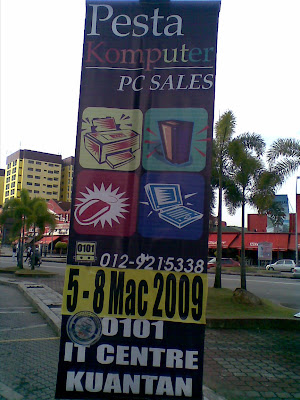 Pesta
Komputer
PC SALES
0101
012-9215338
5 - 8 Mac 2009
0101
IT CENTRE
KUANTAN